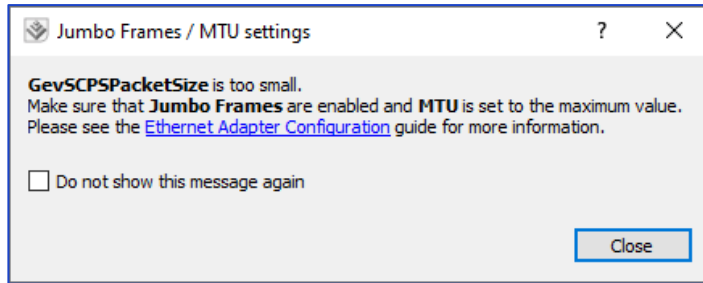 Jumbo Frames / MTU settings ?
GevSCPSPacketSize is too small.
Make sure that Jumbo Frames are enabled and MTU is set to the maximum value.
Please see the Ethernet Adapter Configuration guide for more information.
Do not show this message again
Close